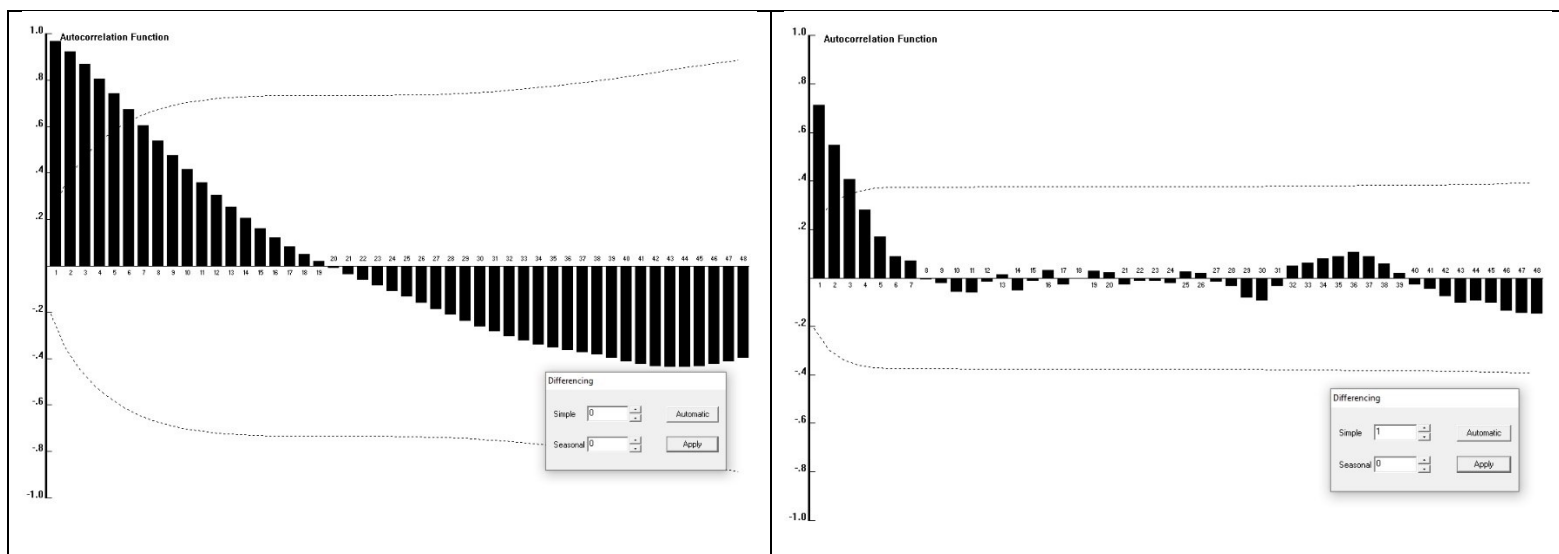 1.0
Autocorrelation Function
.8
.6
.4
.2
20 21 22 23 24 25 26 27 28 29 30 31 32 33 34 35 36 37 38 39 40 41 42 43 44 45 46 47 48
1 2 3 4 5 6 7 8 9 10 11 12 13 14 15 16 17 18 19
-.2
-.4
-.6
-.8
-1.0
Differencing
Simple 0 Automatic
Seasonal 0 Apply
1.0
Autocorrelation Function
.8
.6
.4
.2
8 9 10 11 12 14 15 17 18 21 22 23 24 27 28 29 30 31 40 41 42 43 44 45 46 47 48
1 2 3 4 5 6 7 13 16 19 20 25 26 32 33 34 35 36 37 38 39
-.2
-.4
-.6
-.8
-1.0
Differencing
Simple 1 Automatic
Seasonal 0 Apply